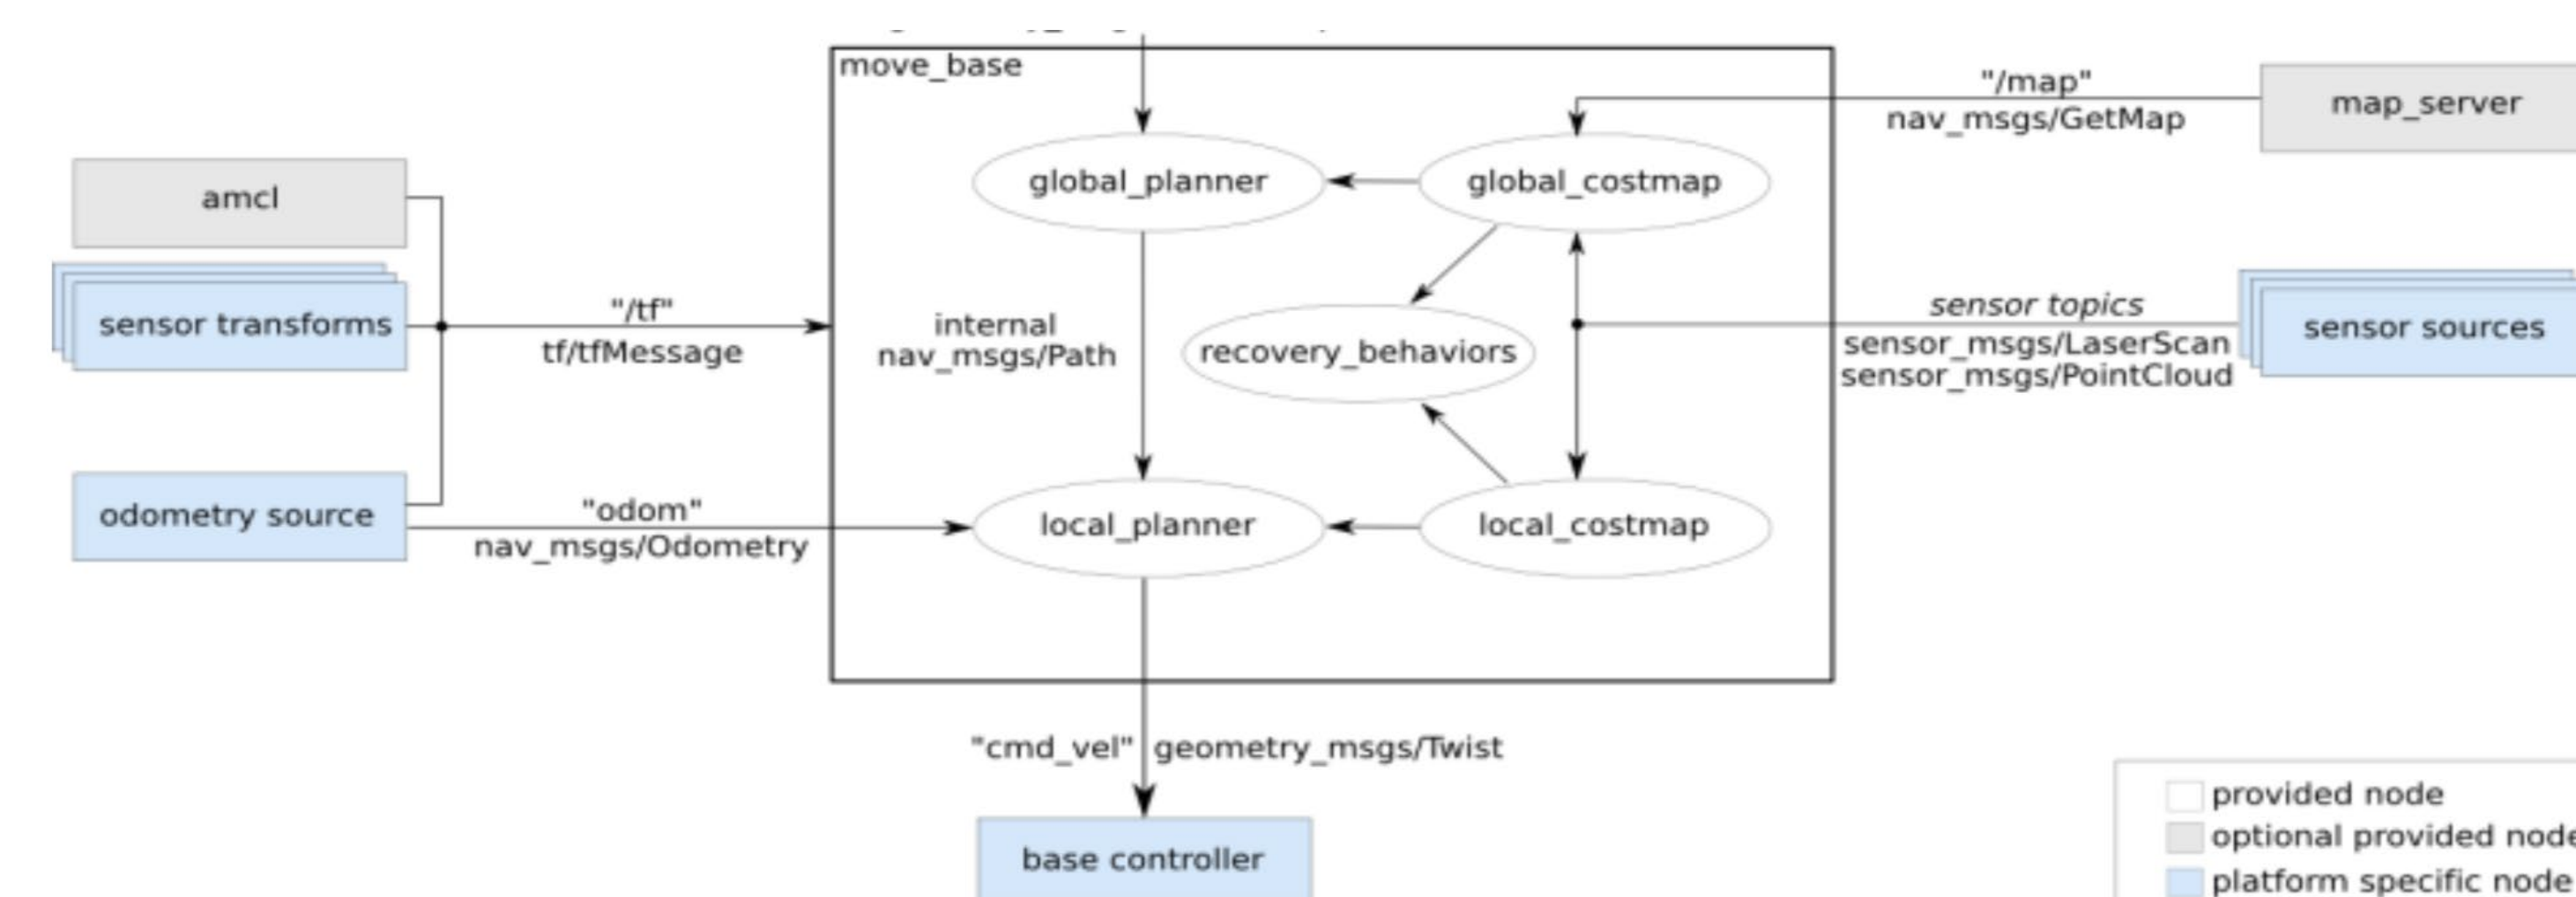 move_base
"/map"
nav_msgs/GetMap
map_server
amcl
global_planner
global_costmap
sensor transforms
"/tf"
tf/tfMessage
internal
nav_msgs/Path
recovery_behaviors
sensor topics
sensor_msgs/LaserScan
sensor_msgs/PointCloud
sensor sources
odometry source
"odom"
nav_msgs/Odometry
local_planner
local_costmap
"cmd_vel" geometry_msgs/Twist
base controller
provided node
optional provided node
platform specific node